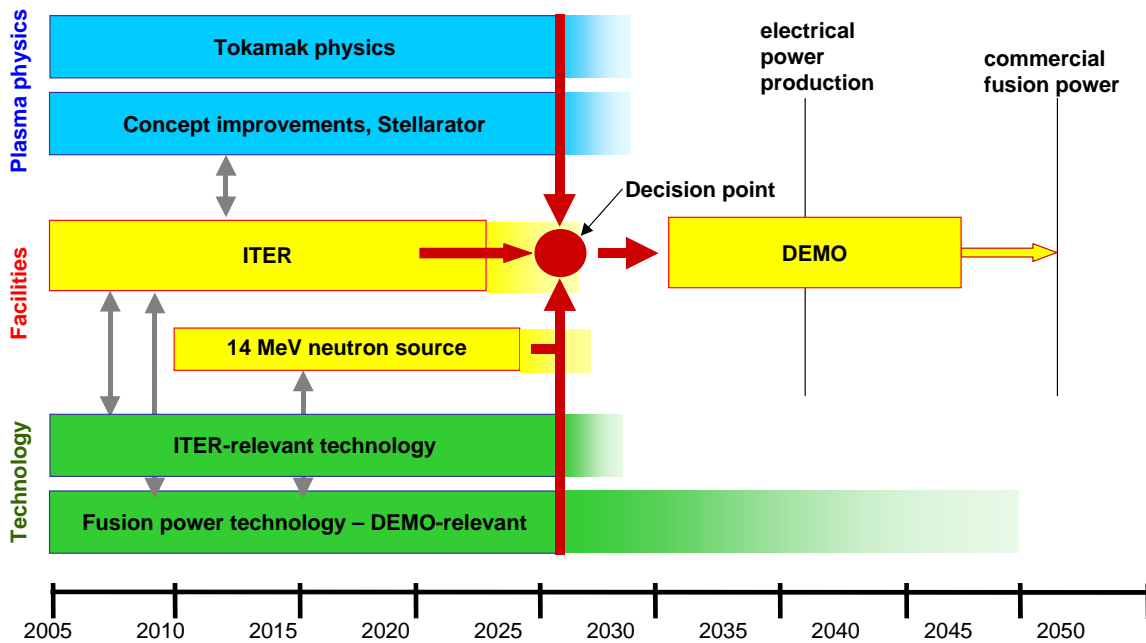 Plasma physics
Tokamak physics
Concept improvements, Stellarator
electrical
power
production
commercial
fusion power
Decision point
Facilities
ITER
DEMO
14 MeV neutron source
Technology
ITER-relevant technology
Fusion power technology – DEMO-relevant
2005 2010 2015 2020 2025 2030 2035 2040 2045 2050